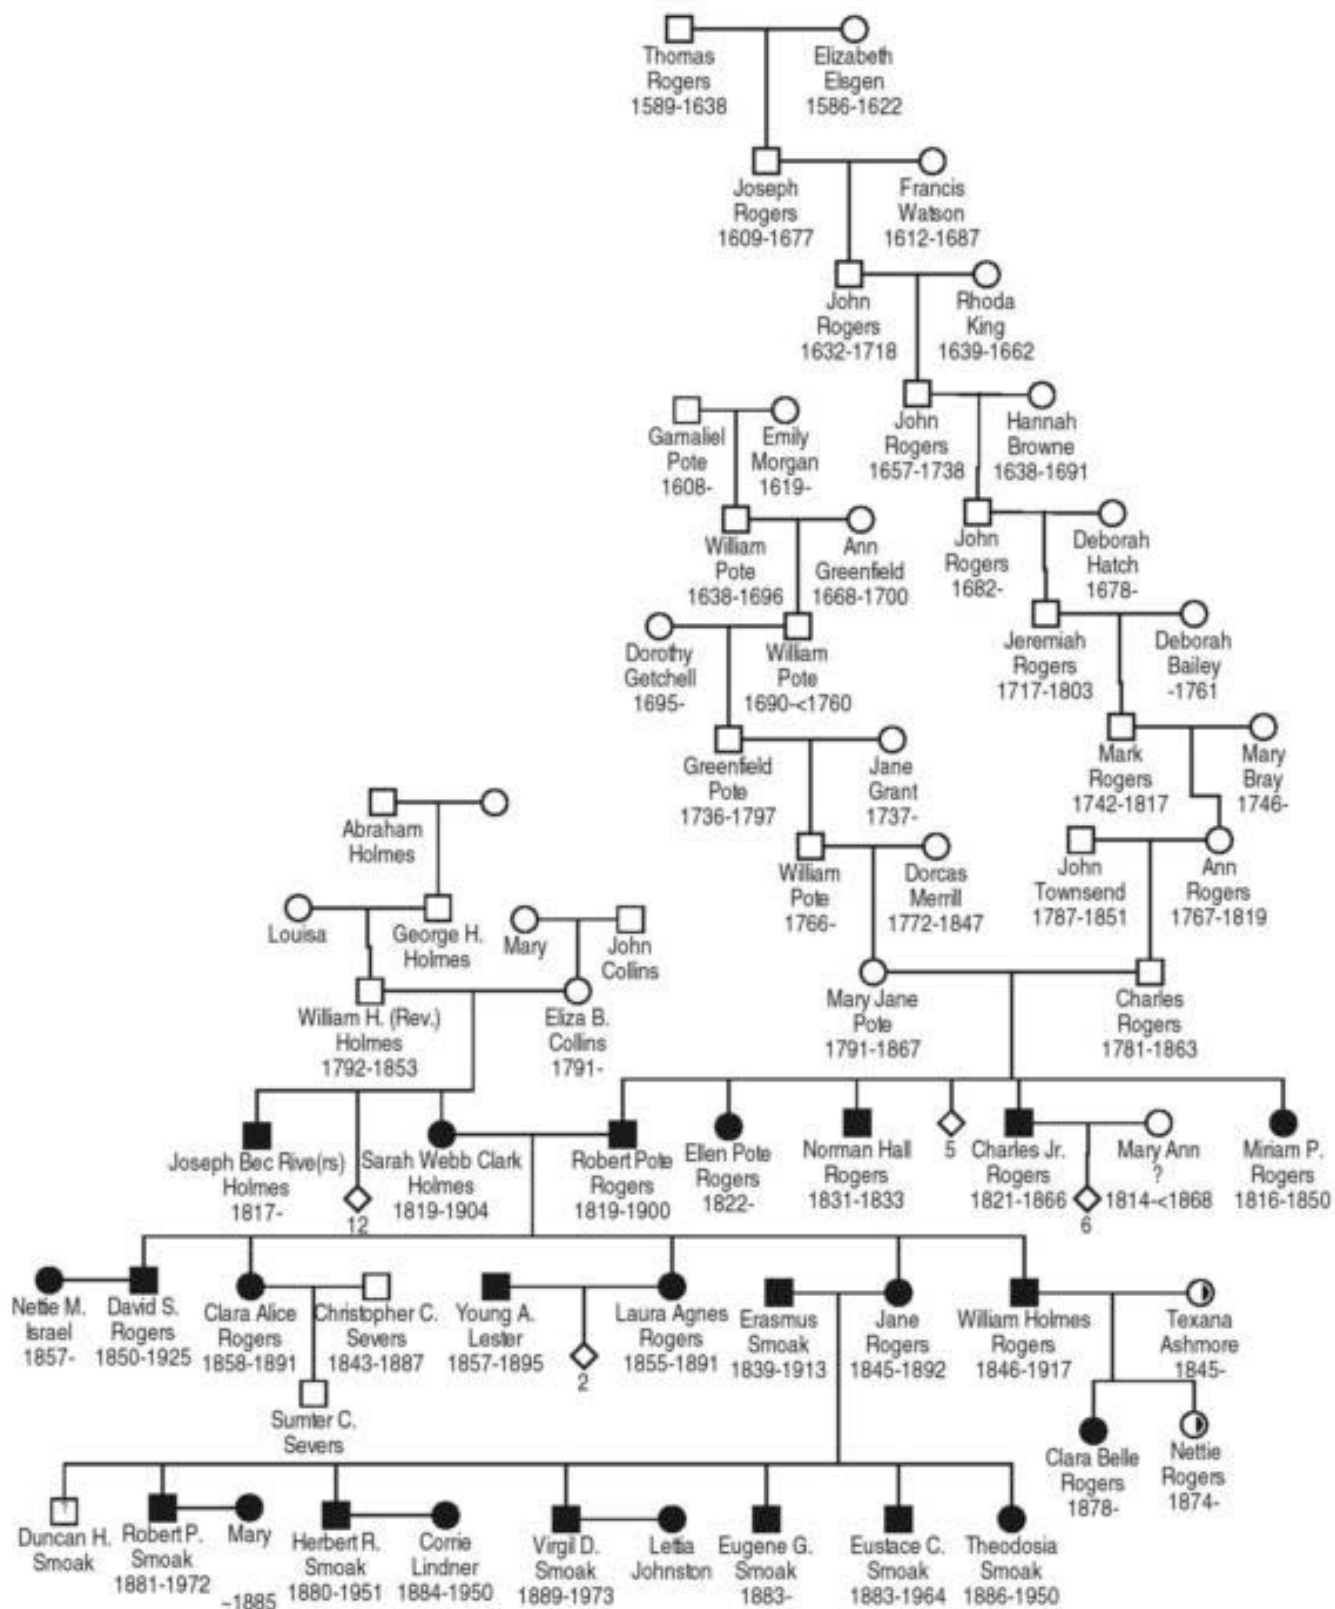 Thomas
Rogers
1589-1638
Elizabeth
Elsgen
1586-1622
Joseph
Rogers
1609-1677
Francis
Watson
1612-1687
John
Rogers
1632-1718
Rhoda
King
1639-1662
Gamaliel
Pote
1608-
Emily
Morgan
1619-
John
Rogers
1657-1738
Hannah
Browne
1638-1691
William
Pote
1638-1696
Ann
Greenfield
1668-1700
John
Rogers
1682-
Deborah
Hatch
1678-
Dorothy
Getchell
1695-
William
Pote
1690-<1760
Jeremiah
Rogers
1717-1803
Deborah
Bailey
-1761
Greenfield
Pote
1736-1797
Jane
Grant
1737-
Mark
Rogers
1742-1817
Mary
Bray
1746-
Abraham
Holmes
William
Pote
1766-
Dorcas
Merrill
1772-1847
John
Townsend
1787-1851
Ann
Rogers
1767-1819
Louisa
George H.
Holmes
Mary
John
Collins
William H. (Rev.)
Holmes
1792-1853
Eliza B.
Collins
1791-
Mary Jane
Pote
1791-1867
Charles
Rogers
1781-1863
Joseph Bec Rive(rs)
Holmes
1817-
12
Sarah Webb Clark
Holmes
1819-1904
Robert Pote
Rogers
1819-1900
Ellen Pote
Rogers
1822-
Norman Hall
Rogers
1831-1833
5
Charles Jr.
Rogers
1821-1866
6
Mary Ann
?
1814-<1868
Miriam P.
Rogers
1816-1850
Nettie M.
Israel
1857-
David S.
Rogers
1850-1925
Clara Alice
Rogers
1858-1891
Christopher C.
Severs
1843-1887
Young A.
Lester
1857-1895
2
Laura Agnes
Rogers
1855-1891
Erasmus
Smoak
1839-1913
Jane
Rogers
1845-1892
William Holmes
Rogers
1846-1917
Texana
Ashmore
1845-
Sumter C.
Severs
Clara Belle
Rogers
1878-
Nettie
Rogers
1874-
Duncan H.
Smoak
Robert P.
Smoak
1881-1972
Mary
~1885
Herbert R.
Smoak
1880-1951
Corrie
Lindner
1884-1950
Virgil D.
Smoak
1889-1973
Lettia
Johnston
Eugene G.
Smoak
1883-
Eustace C.
Smoak
1883-1964
Theodosia
Smoak
1886-1950